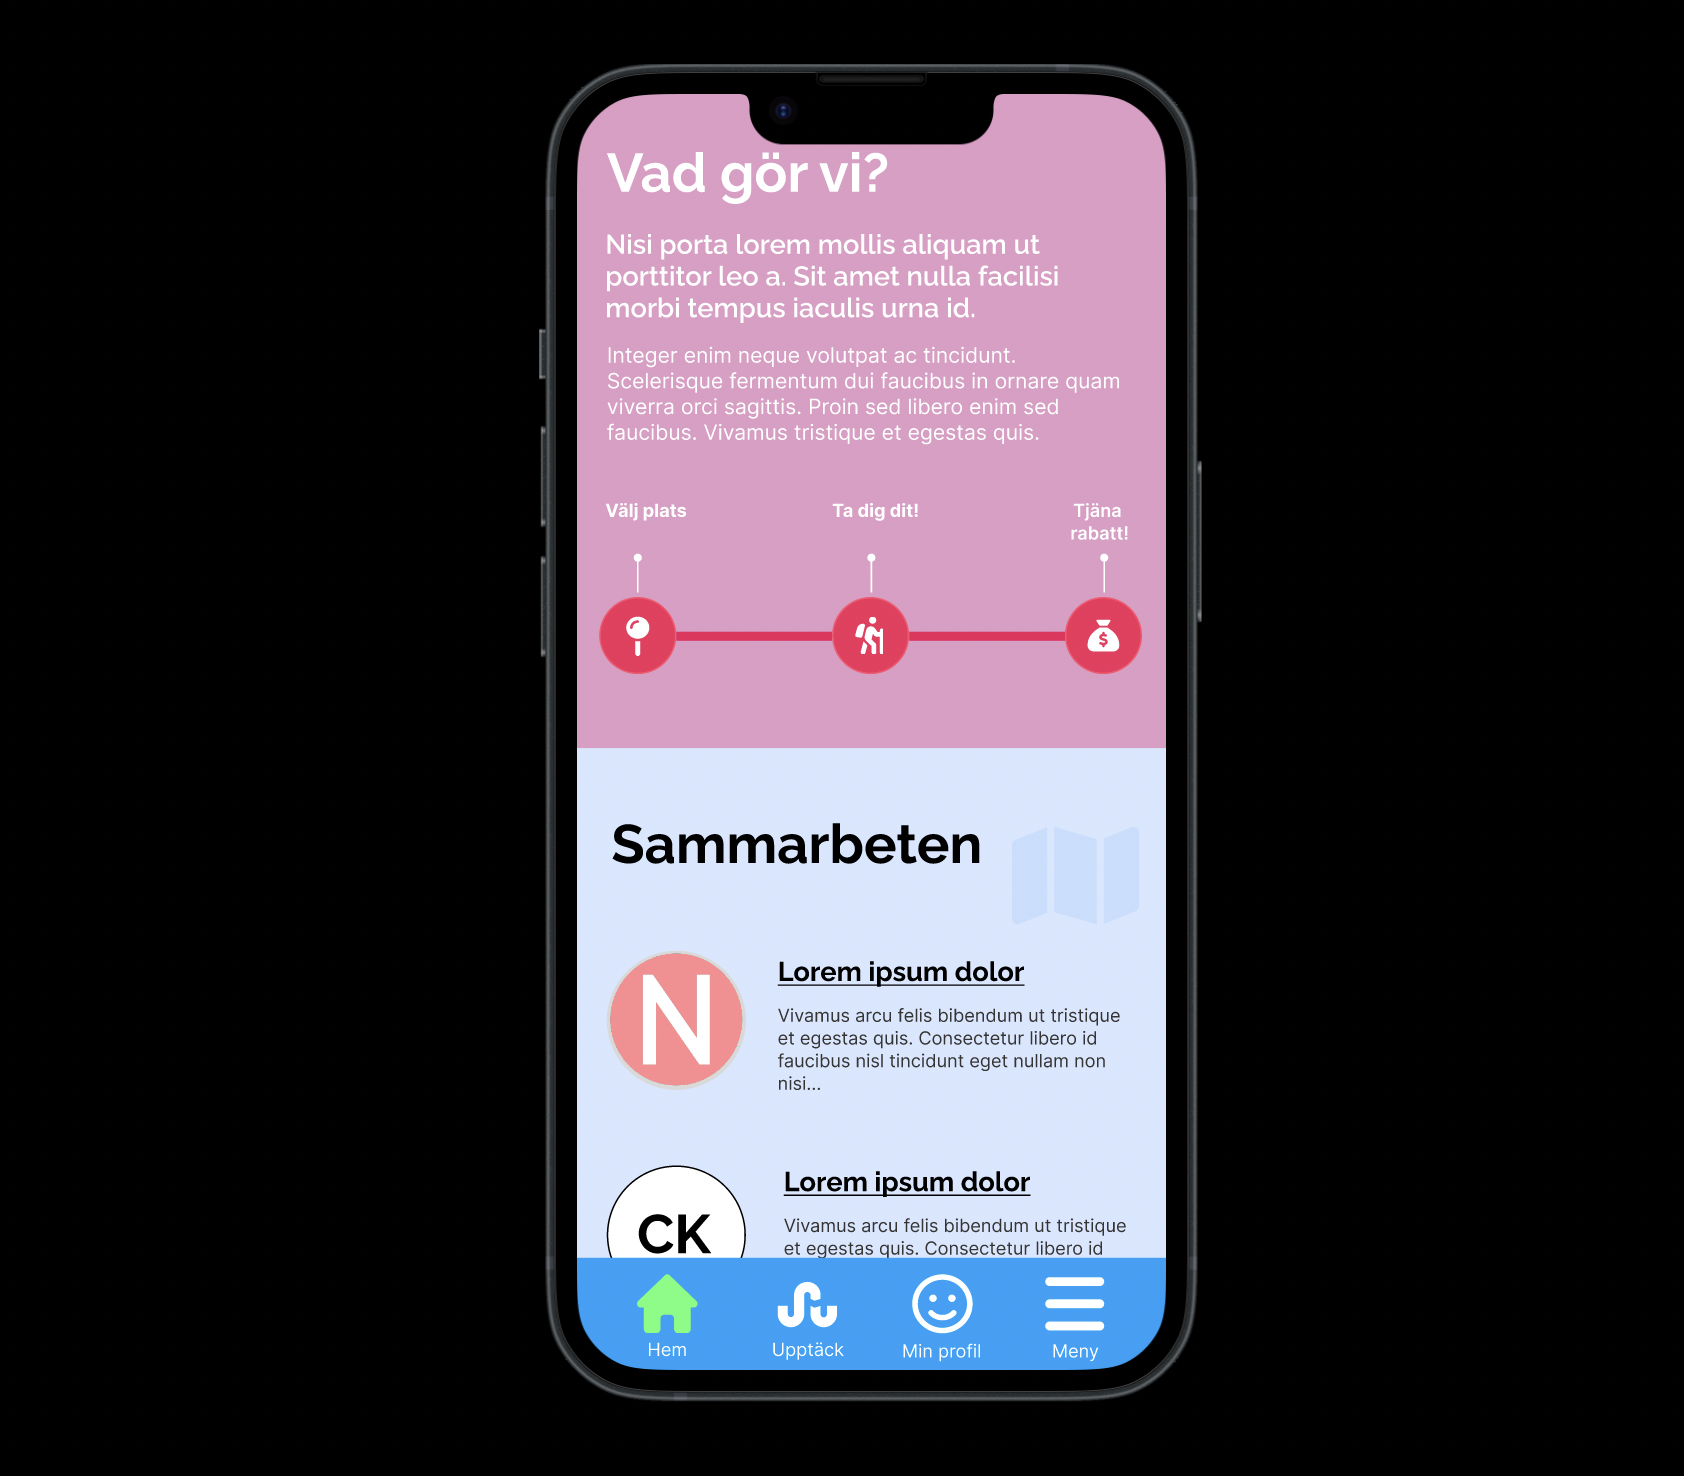 Vad gör vi?
Nisi porta lorem mollis aliquam ut
porttitor leo a. Sit amet nulla facilisi
morbi tempus iaculis urna id.
Integer enim neque volutpat ac tincidunt.
Scelerisque fermentum dui faucibus in ornare quam
viverra orci sagittis. Proin sed libero enim sed
faucibus. Vivamus tristique et egestas quis.
Välj plats
Ta dig dit!
Tjäna
rabatt!
$
Sammarbeten
N
Lorem ipsum dolor
Vivamus arcu felis bibendum ut tristique
et egestas quis. Consectetur libero id
faucibus nisl tincidunt eget nullam non
nisi...
CK
Lorem ipsum dolor
Vivamus arcu felis bibendum ut tristique
et egestas quis. Consectetur libero id
Hem
Upptäck
Min profil
Meny